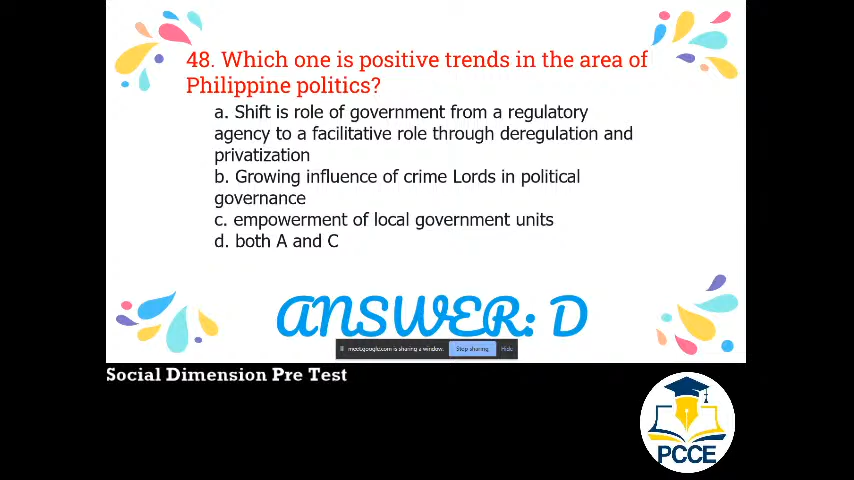 48. Which one is positive trends in the area of
Philippine politics?
a. Shift is role of government from a regulatory
agency to a facilitative role through deregulation and
privatization
b. Growing influence of crime Lords in political
governance
c. empowerment of local government units
d. both A and C
ANSWER: D
meet.google.com is sharing a window. Stop sharing Hide
Social Dimension Pre Test
PCCE